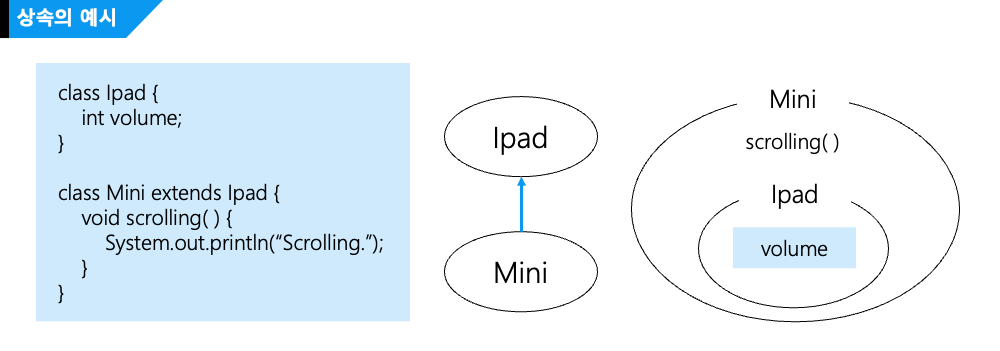 상속의 예시
class Ipad {
int volume;
}
class Mini extends Ipad {
void scrolling( ) {
System.out.println(“Scrolling.”);
}
}
Ipad
Mini
Mini
scrolling( )
Ipad
volume